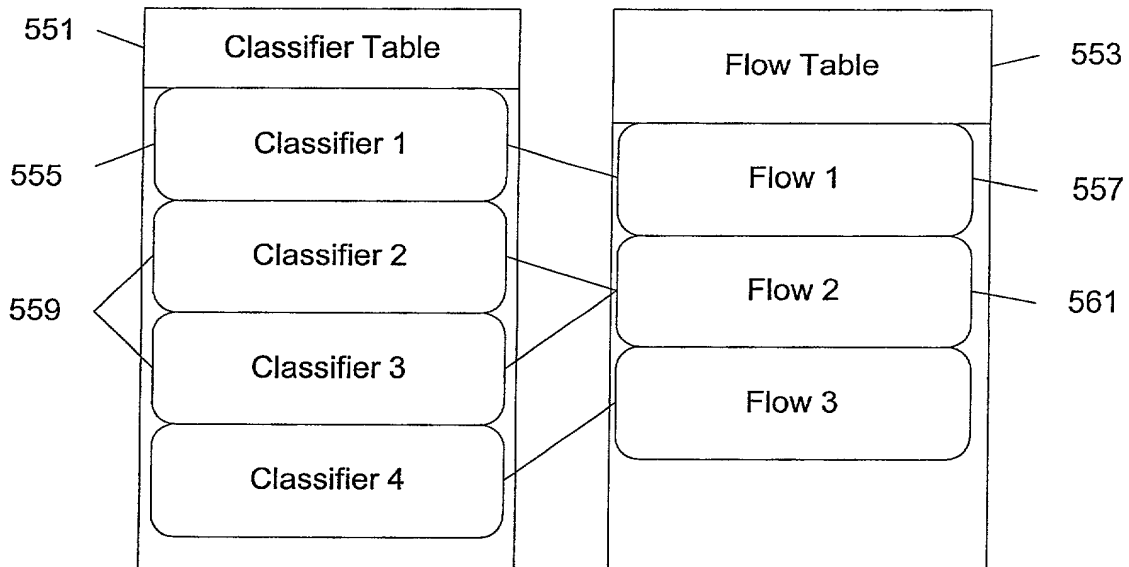 551
Classifier Table
555
Classifier 1
Classifier 2
559
Classifier 3
Classifier 4
Flow Table
553
Flow 1
557
Flow 2
561
Flow 3